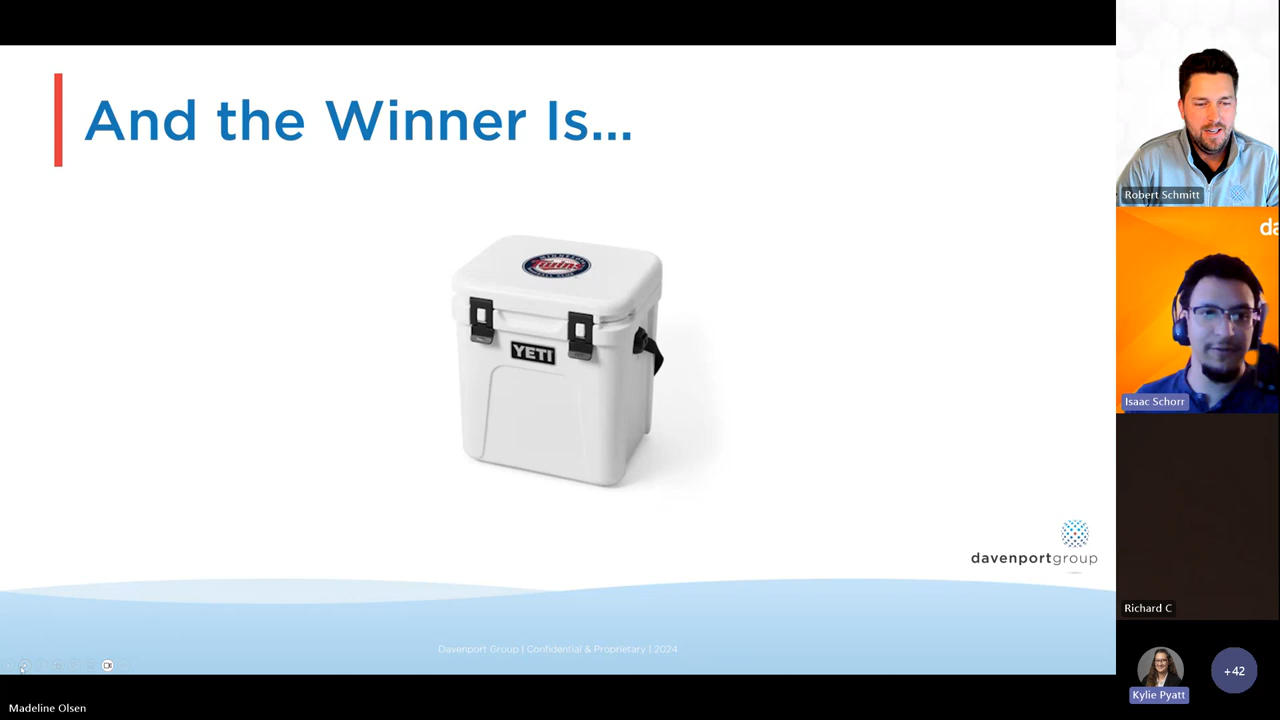 And the Winner Is...
Twins
YETI
davenportgroup
Davenport Group | Confidential & Proprietary | 2024
Madeline Olsen
Robert Schmitt
da
Isaac Schorr
Richard C
Kylie Pyatt
+42